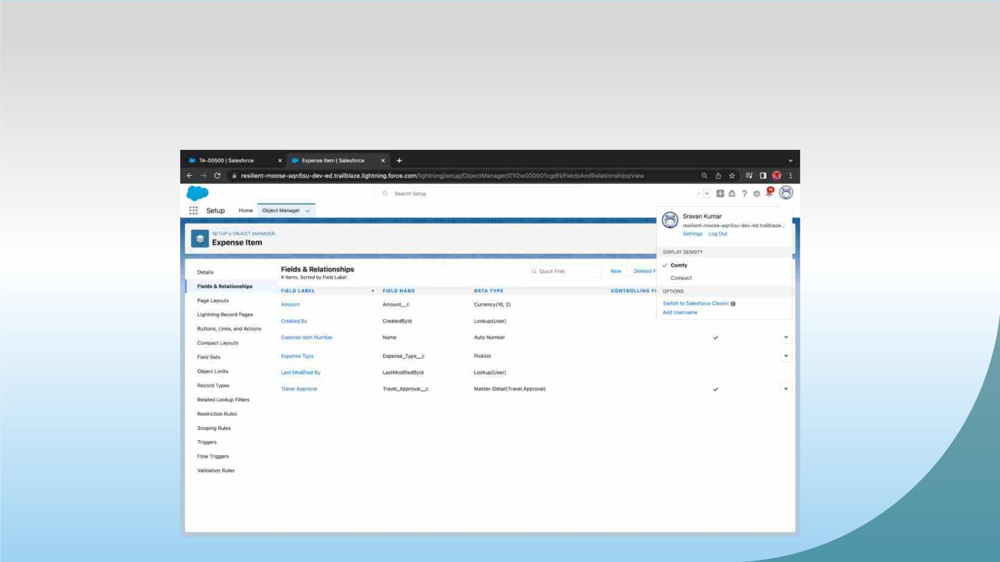 TA-00500 | Salesforce
Expense Item | Salesforce
resilient-moose-aqn5su-dev-ed.trailblaze.lightning.force.com/lightning/setup/ObjectManager/01I2w000001cgdN/FieldsAndRelationships/view
Search Setup
Setup
Home
Object Manager
Sravan Kumar
resilient-moose-aqn5su-dev-ed.trailblaze...
Settings Log Out
SETUP > OBJECT MANAGER
Expense Item
DISPLAY DENSITY
Comfy
Compact
OPTIONS
Switch to Salesforce Classic
Add Username
Details
Fields & Relationships
Page Layouts
Lightning Record Pages
Buttons, Links, and Actions
Compact Layouts
Field Sets
Object Limits
Record Types
Related Lookup Filters
Restriction Rules
Scoping Rules
Triggers
Flow Triggers
Validation Rules
Fields & Relationships
6 Items, Sorted by Field Label
Quick Find
New
Deleted F
FIELD LABEL FIELD NAME DATA TYPE CONTROLLING FI
Amount Amount__c Currency(16, 2)
Created By CreatedById Lookup(User)
Expense Item Number Name Auto Number
Expense Type Expense_Type__c Picklist
Last Modified By LastModifiedById Lookup(User)
Travel Approval Travel_Approval__c Master-Detail(Travel Approval)